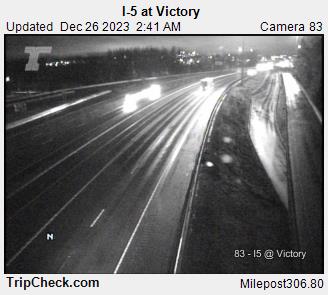 I-5 at Victory
Updated  Dec 26 2023  2:41 AM
Camera 83
T
N
83 - I5 @ Victory
TripCheck.com
Milepost306.80